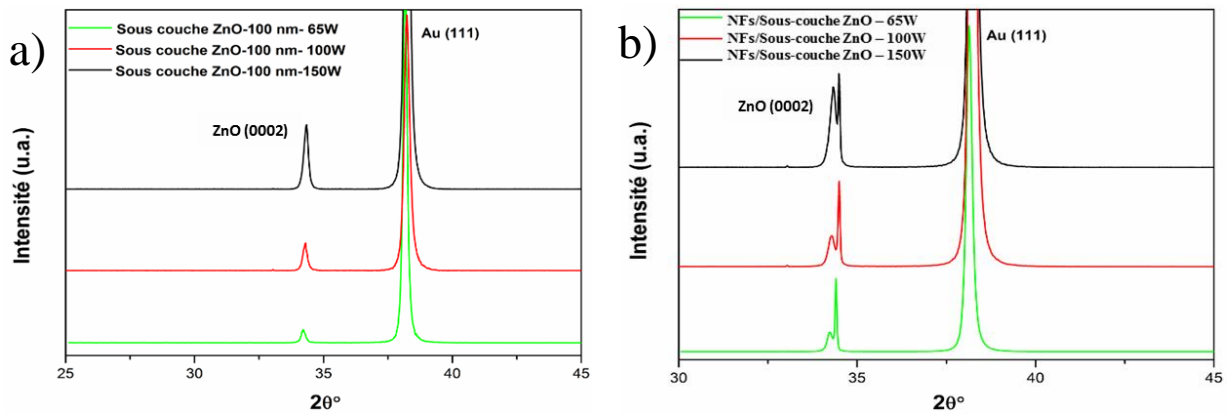 a)
Sous couche ZnO-100 nm- 65W
Sous couche ZnO-100 nm- 100W
Sous couche ZnO-100 nm-150W
Au (111)
ZnO (0002)
Intensité (u.a.)
25 30 35 40 45
2θ°
b)
NFs/Sous-couche ZnO – 65W
NFs/Sous-couche ZnO – 100W
NFs/Sous-couche ZnO – 150W
Au (111)
ZnO (0002)
Intensité (u.a.)
30 35 40 45
2θ°